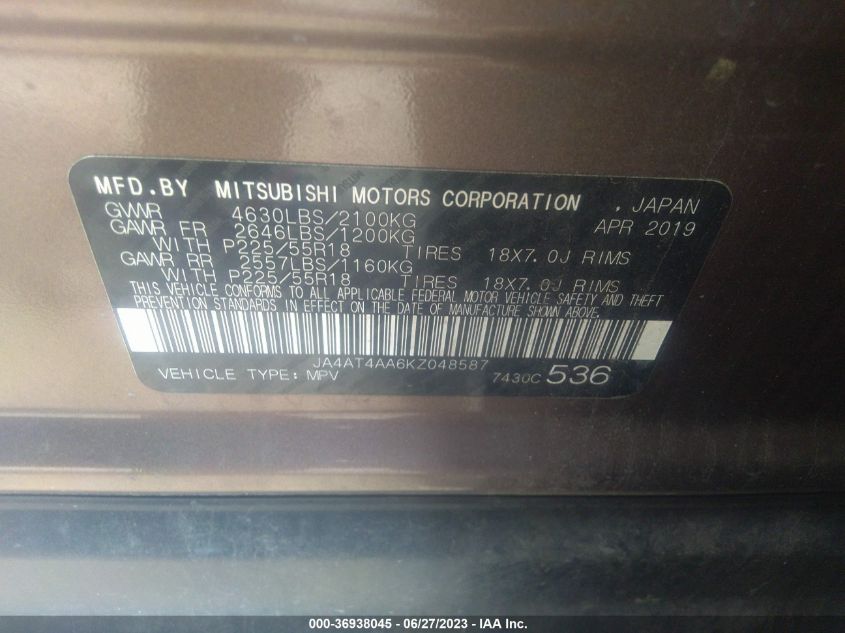 MFD.BY MITSUBISHI MOTORS CORPORATION . JAPAN
GVWR 4630LBS/2100KG APR 2019
GAWR FR 2646LBS/1200KG
WITH P225/55R18 TIRES 18X7.0J RIMS
GAWR RR 2557LBS/1160KG
WITH P225/55R18 TIRES 18X7.0J RIMS
THIS VEHICLE CONFORMS TO ALL APPLICABLE FEDERAL MOTOR VEHICLE SAFETY AND THEFT
PREVENTION STANDARDS IN EFFECT ON THE DATE OF MANUFACTURE SHOWN ABOVE.
JA4AT4AA6KZ048587
VEHICLE TYPE: MPV 7430C 536
000-36938045 / 06/27/2023 - IAA Inc.